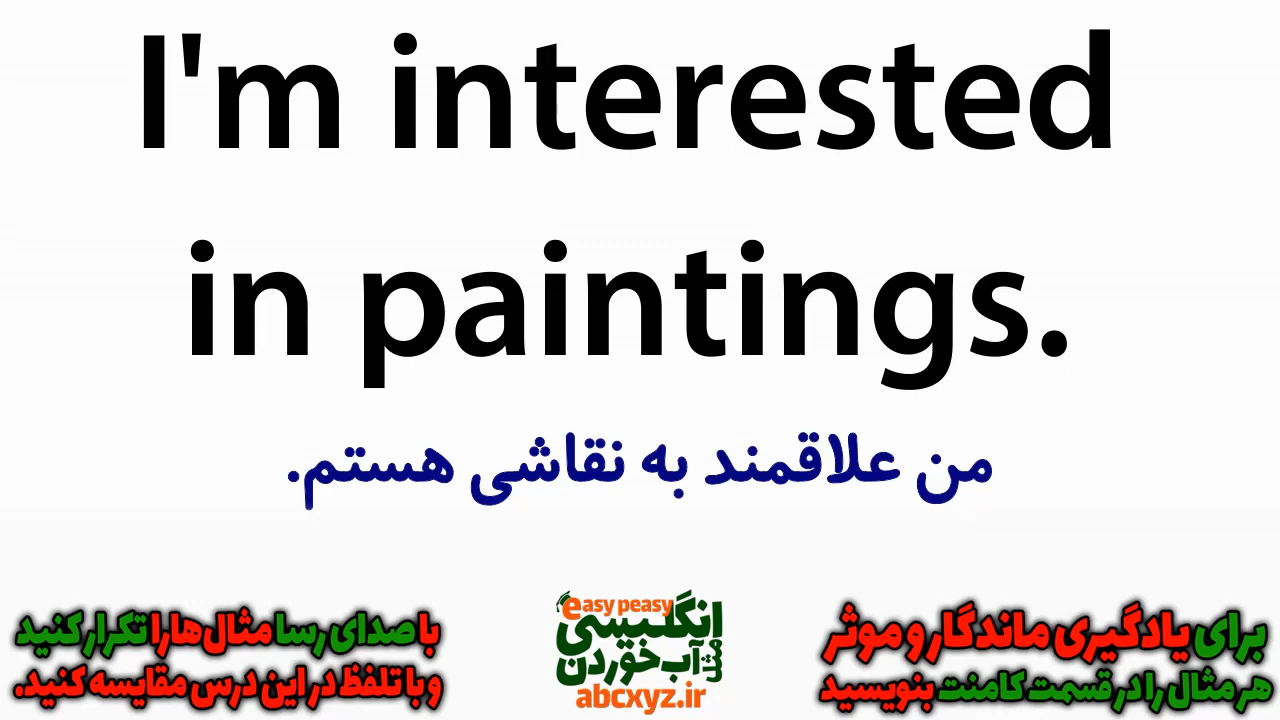 I'm interested
in paintings.
من علاقمند به نقاشی هستم.
برای یادگیری ماندگار و موثر
هر مثال را در قسمت کامنت بنویسید
easy peasy
انگلیسی
مثل
آب خوردن
abcxyz.ir
با صدای رسا مثال‌ها را تکرار کنید
و با تلفظ در این درس مقایسه کنید.